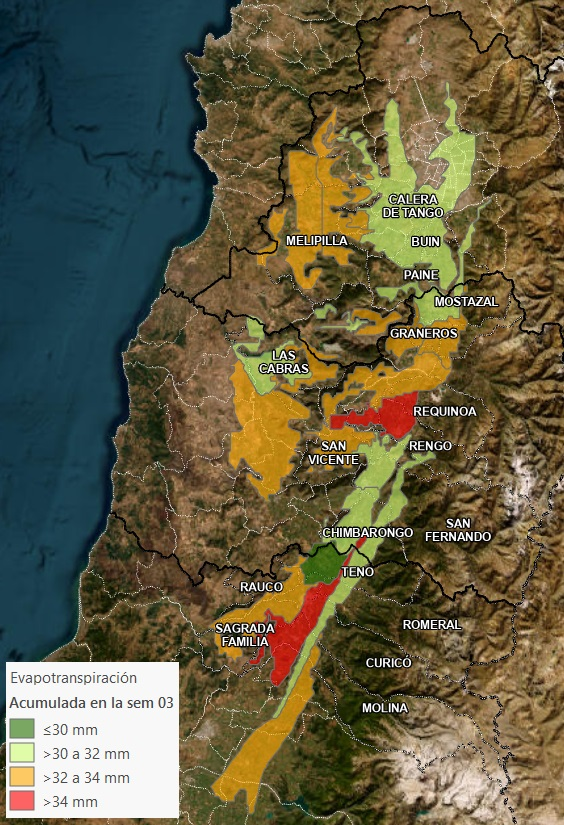 CALERA
DE TANGO
MELIPILLA
BUIN
PAINE
MOSTAZAL
GRANEROS
LAS
CABRAS
REQUINOA
RENGO
SAN
VICENTE
CHIMBARONGO
SAN
FERNANDO
TENO
RAUCO
SAGRADA
FAMILIA
ROMERAL
CURICÓ
MOLINA
Evapotranspiración
Acumulada en la sem 03
≤30 mm
>30 a 32 mm
>32 a 34 mm
>34 mm